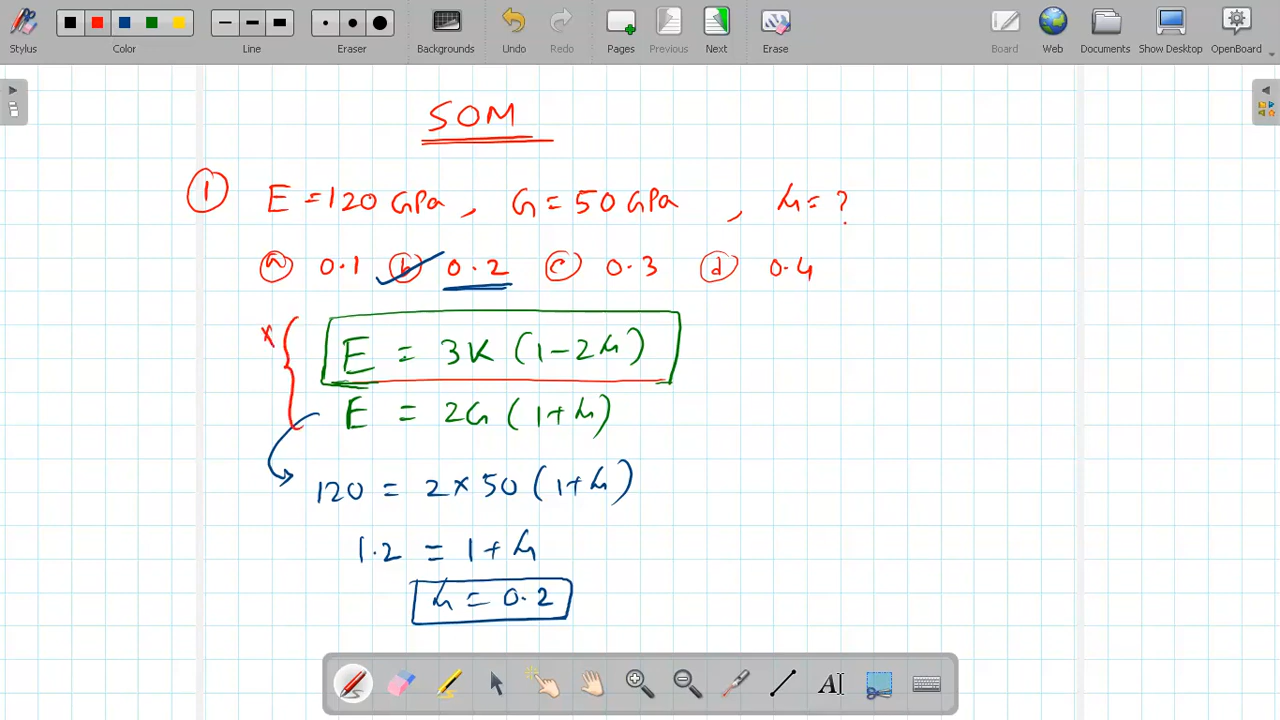 Stylus Color Line Eraser Backgrounds Undo Redo Pages Previous Next Erase Board Web Documents Show Desktop OpenBoard
SOM
① E = 120 GPa, G = 50 GPa, μ = ?
ⓐ 0.1 ⓑ 0.2 ⓒ 0.3 ⓓ 0.4
* E = 3K (1-2μ)
E = 2G (1+μ)
120 = 2×50 (1+μ)
1.2 = 1+μ
μ = 0.2